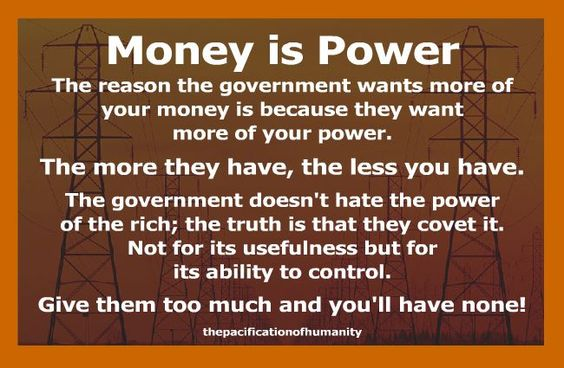 Money is Power
The reason the government wants more of
your money is because they want
more of your power.
The more they have, the less you have.
The government doesn't hate the power
of the rich; the truth is that they covet it.
Not for its usefulness but for
its ability to control.
Give them too much and you'll have none!
thepacificationofhumanity